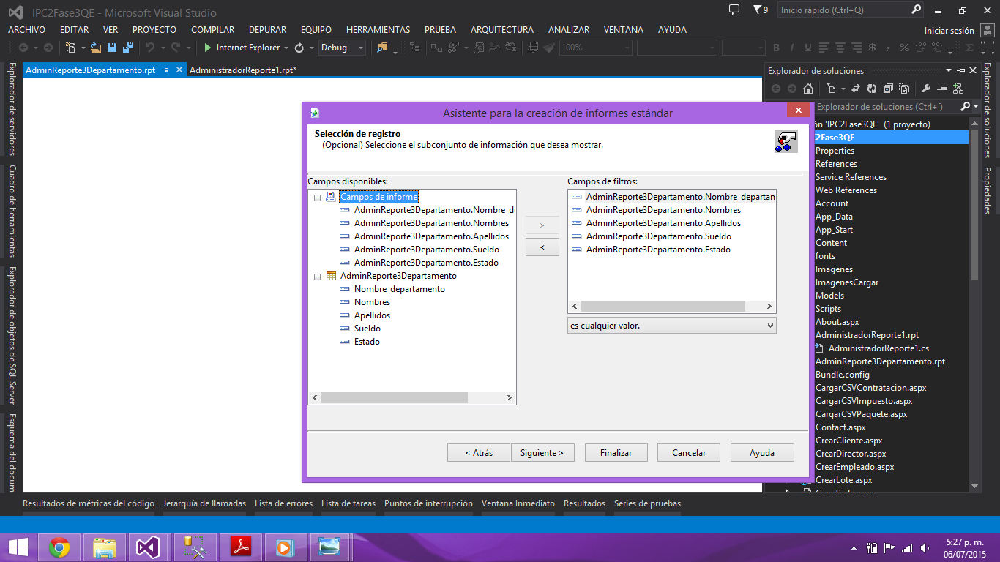 IPC2Fase3QE - Microsoft Visual Studio
9
Inicio rápido (Ctrl+Q)
ARCHIVO EDITAR VER PROYECTO COMPILAR DEPURAR EQUIPO HERRAMIENTAS PRUEBA ARQUITECTURA ANALIZAR VENTANA AYUDA
Iniciar sesión
Internet Explorer
Debug
100%
AdminReporte3Departamento.rpt
AdministradorReporte1.rpt*
Explorador de servidores
Cuadro de herramientas
Explorador de objetos de SQL Server
Esquema del docum
Asistente para la creación de informes estándar
Selección de registro
(Opcional) Seleccione el subconjunto de información que desea mostrar.
Campos disponibles:
Campos de informe
AdminReporte3Departamento.Nombre_de
AdminReporte3Departamento.Nombres
AdminReporte3Departamento.Apellidos
AdminReporte3Departamento.Sueldo
AdminReporte3Departamento.Estado
AdminReporte3Departamento
Nombre_departamento
Nombres
Apellidos
Sueldo
Estado
>
<
Campos de filtros:
AdminReporte3Departamento.Nombre_departam
AdminReporte3Departamento.Nombres
AdminReporte3Departamento.Apellidos
AdminReporte3Departamento.Sueldo
AdminReporte3Departamento.Estado
es cualquier valor.
< Atrás
Siguiente >
Finalizar
Cancelar
Ayuda
Explorador de soluciones
Explorador de soluciones (Ctrl+´)
ón 'IPC2Fase3QE' (1 proyecto)
2Fase3QE
Properties
References
Service References
Web References
Account
App_Data
App_Start
Content
fonts
Imagenes
ImagenesCargar
Models
Scripts
About.aspx
AdministradorReporte1.rpt
AdministradorReporte1.cs
AdminReporte3Departamento.rpt
Bundle.config
CargarCSVContratacion.aspx
CargarCSVImpuesto.aspx
CargarCSVPaquete.aspx
Contact.aspx
CrearCliente.aspx
CrearDirector.aspx
CrearEmpleado.aspx
CrearLote.aspx
Explorador de soluciones
Propiedades
Resultados de métricas del código Jerarquía de llamadas Lista de errores Lista de tareas Puntos de interrupción Ventana Inmediato Resultados Series de pruebas
5:27 p. m.
06/07/2015